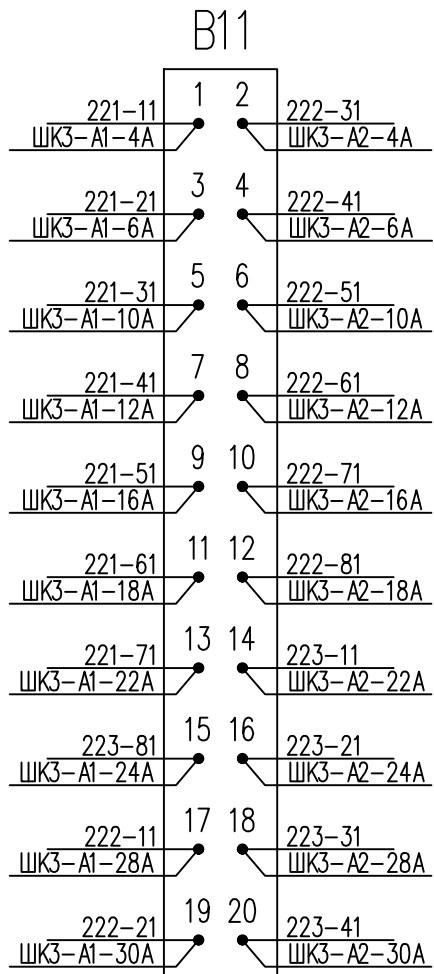 B11
221-11 1 2 222-31
ШК3-А1-4А ШК3-А2-4А
221-21 3 4 222-41
ШК3-А1-6А ШК3-А2-6А
221-31 5 6 222-51
ШК3-А1-10А ШК3-А2-10А
221-41 7 8 222-61
ШК3-А1-12А ШК3-А2-12А
221-51 9 10 222-71
ШК3-А1-16А ШК3-А2-16А
221-61 11 12 222-81
ШК3-А1-18А ШК3-А2-18А
221-71 13 14 223-11
ШК3-А1-22А ШК3-А2-22А
223-81 15 16 223-21
ШК3-А1-24А ШК3-А2-24А
222-11 17 18 223-31
ШК3-А1-28А ШК3-А2-28А
222-21 19 20 223-41
ШК3-А1-30А ШК3-А2-30А